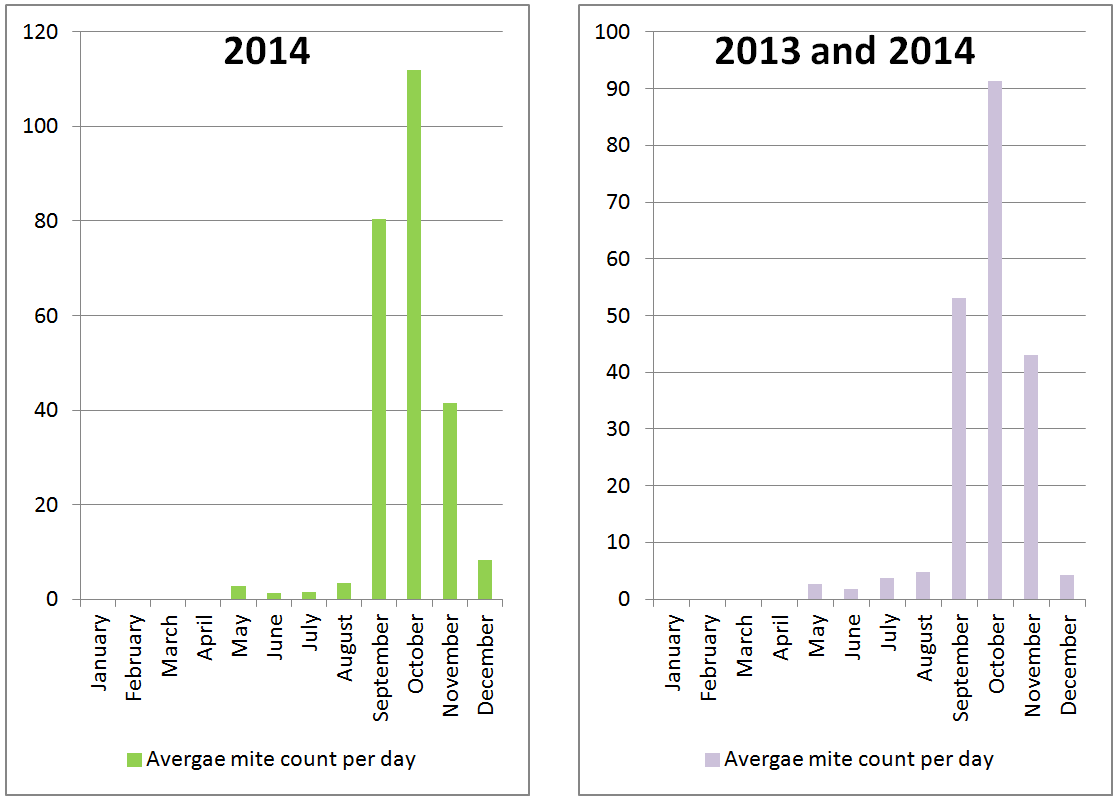 2014
120
100
80
60
40
20
0
January
February
March
April
May
June
July
August
September
October
November
December
Avergae mite count per day
2013 and 2014
100
90
80
70
60
50
40
30
20
10
0
January
February
March
April
May
June
July
August
September
October
November
December
Avergae mite count per day